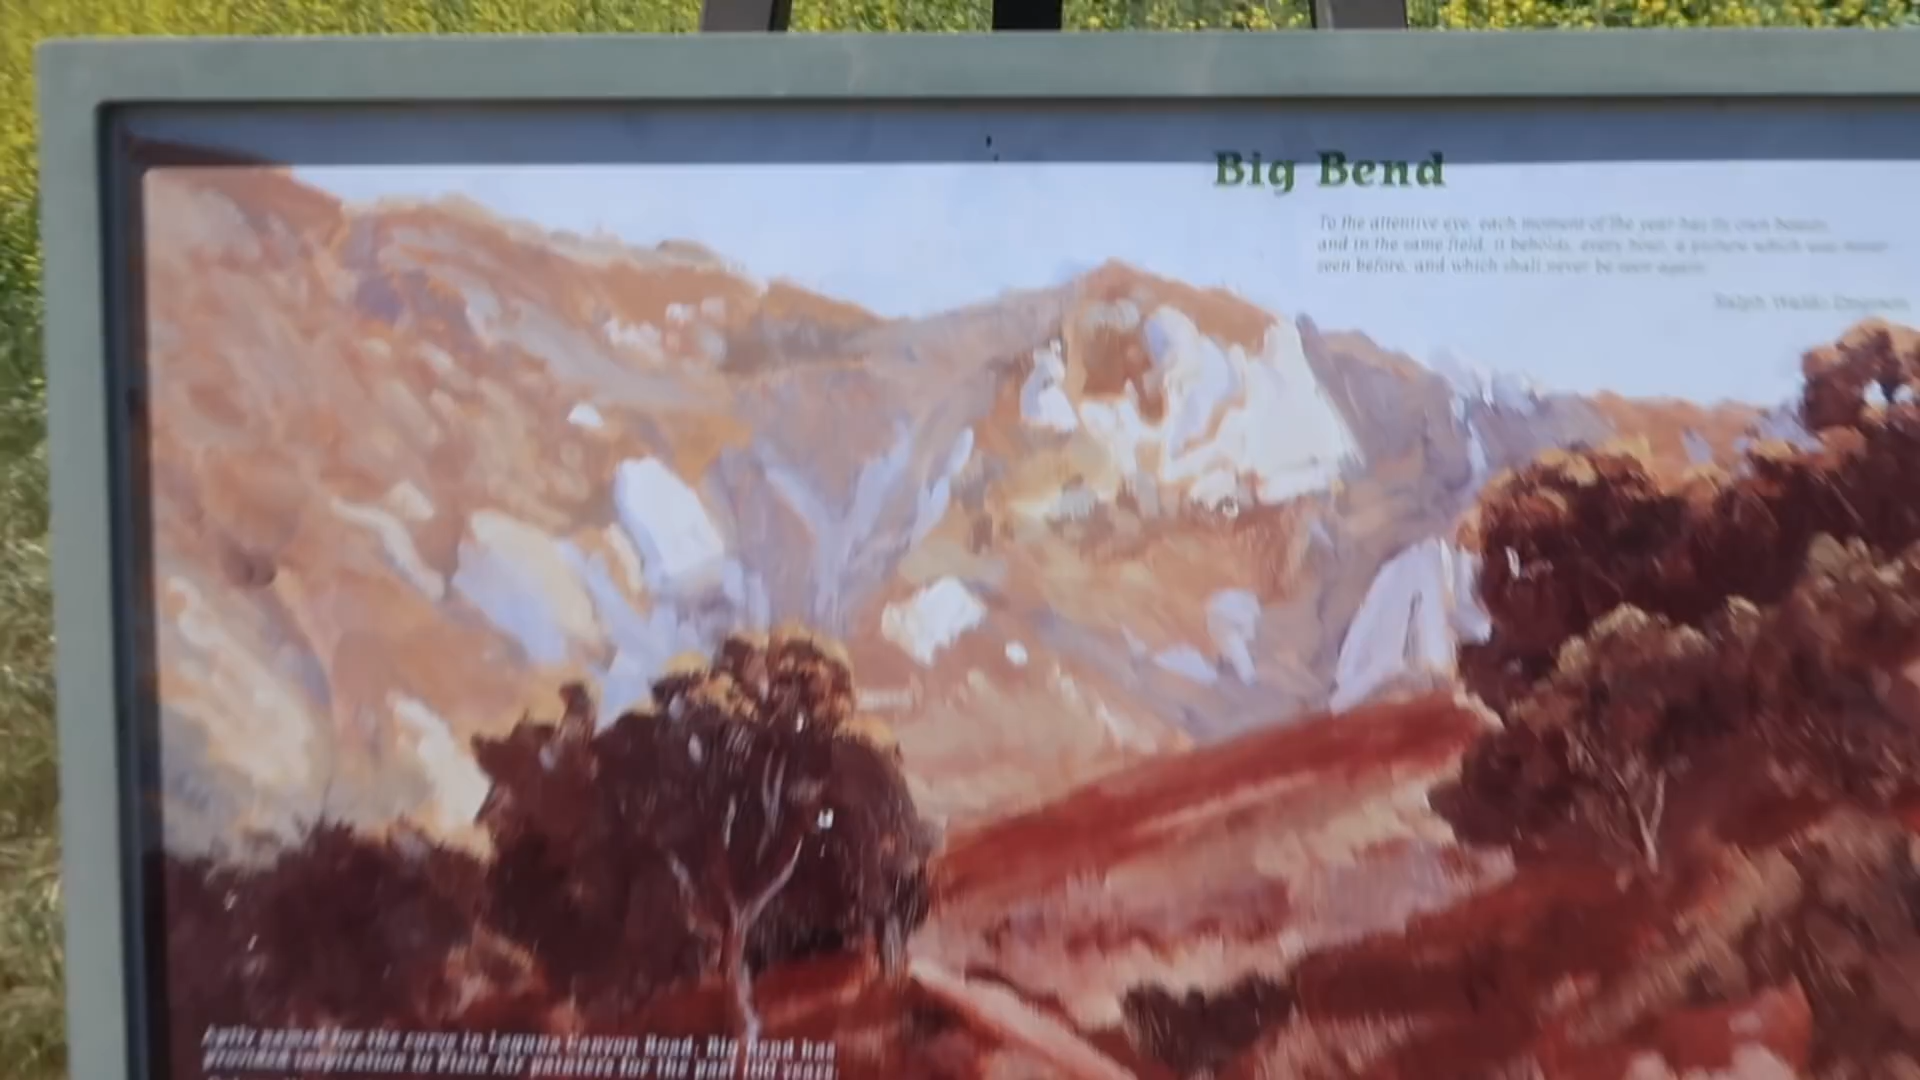 Big Bend
To the attentive eye, each moment of the year has its own beauty,
and in the same field, it beholds, every hour, a picture which was never
seen before, and which shall never be seen again.
Ralph Waldo Emerson
Aptly named for the curve in Laguna Canyon Road, Big Bend has
provided inspiration to Plein Air painters for the past 100 years.